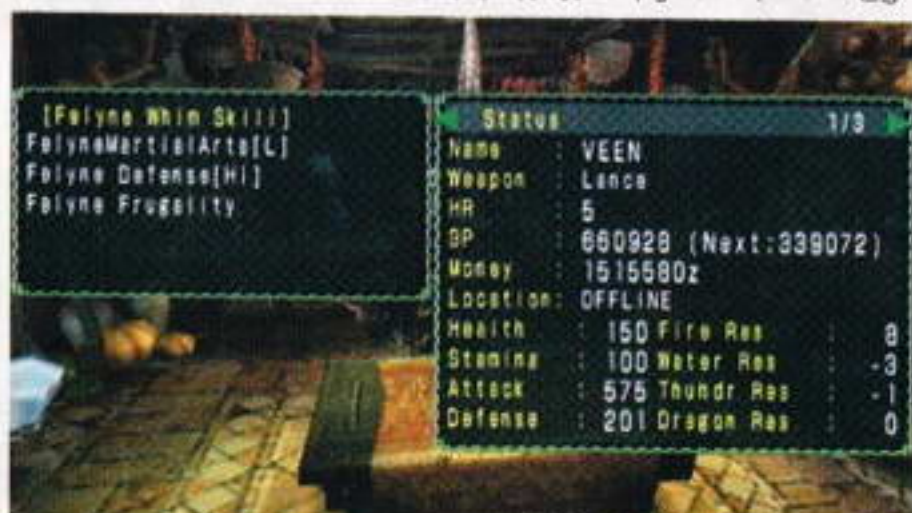 [Felyne Whim Skill]
FelyneMartialArts[L]
Felyne Defense[Hi]
Felyne Frugality
Status 1/3
Name : VEEN
Weapon : Lance
HR : 5
GP : 660928 (Next:339072)
Money : 1515580z
Location: OFFLINE
Health : 150 Fire Res : 8
Stamina : 100 Water Res : -3
Attack : 575 Thundr Res : -1
Defense : 201 Dragon Res : 0